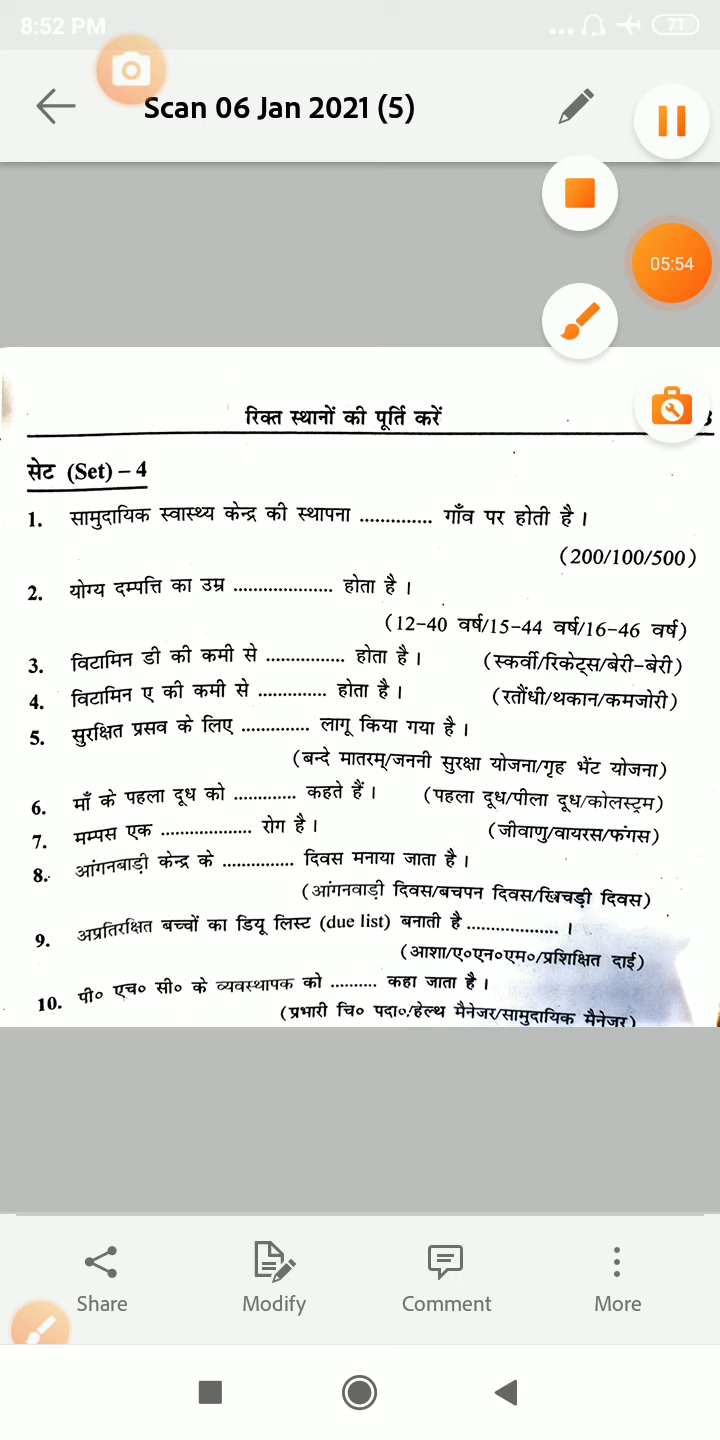 8:52 PM
71
Scan 06 Jan 2021 (5)
05:54
रिक्त स्थानों की पूर्ति करें
सेट (Set) – 4
1. सामुदायिक स्वास्थ्य केन्द्र की स्थापना .............. गाँव पर होती है।
(200/100/500)
2. योग्य दम्पत्ति का उम्र .................... होता है।
(12-40 वर्ष/15-44 वर्ष/16-46 वर्ष)
3. विटामिन डी की कमी से ................ होता है। (स्कर्वी/रिकेट्स/बेरी-बेरी)
4. विटामिन ए की कमी से .............. होता है। (रतौंधी/थकान/कमजोरी)
5. सुरक्षित प्रसव के लिए .............. लागू किया गया है।
(बन्दे मातरम्/जननी सुरक्षा योजना/गृह भेंट योजना)
6. माँ के पहला दूध को ............. कहते हैं। (पहला दूध/पीला दूध/कोलस्ट्रम)
7. मम्पस एक ................... रोग है। (जीवाणु/वायरस/फंगस)
8. आंगनबाड़ी केन्द्र के ............... दिवस मनाया जाता है।
(आंगनवाड़ी दिवस/बचपन दिवस/खिचड़ी दिवस)
9. अप्रतिरक्षित बच्चों का डियू लिस्ट (due list) बनाती है ................... ।
(आशा/ए०एन०एम०/प्रशिक्षित दाई)
10. पी० एच० सी० के व्यवस्थापक को .......... कहा जाता है।
(प्रभारी चि० पदा०/हेल्थ मैनेजर/सामुदायिक मैनेजर)
Share
Modify
Comment
More